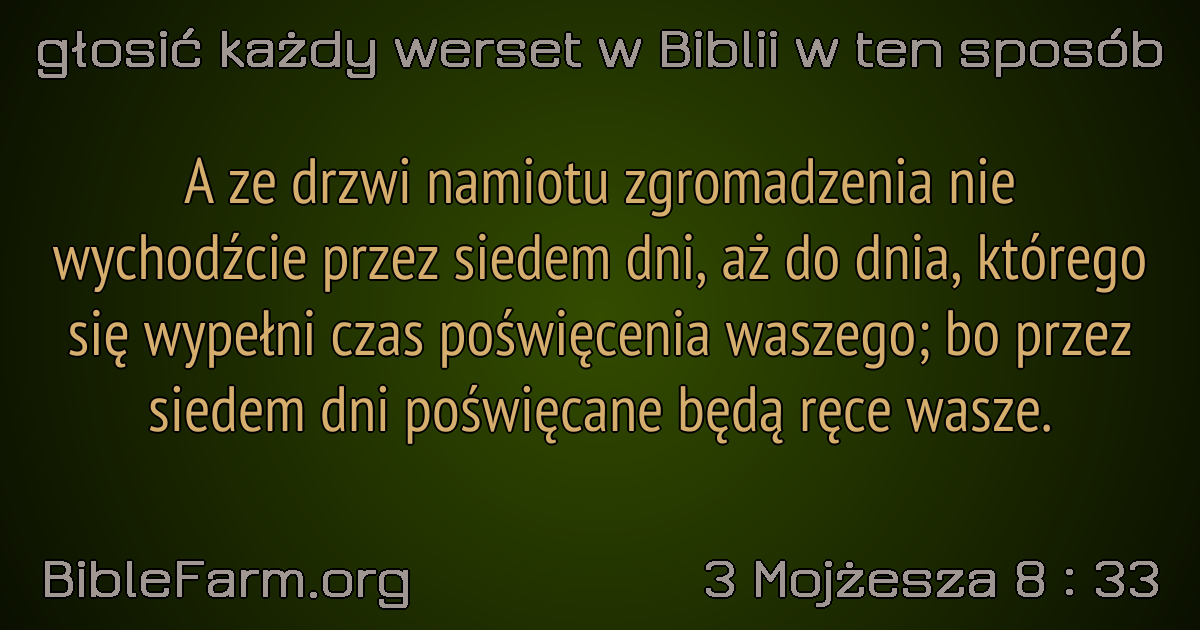 głosić każdy werset w Biblii w ten sposób
A ze drzwi namiotu zgromadzenia nie
wychodźcie przez siedem dni, aż do dnia, którego
się wypełni czas poświęcenia waszego; bo przez
siedem dni poświęcane będą ręce wasze.
BibleFarm.org
3 Mojżesza 8 : 33